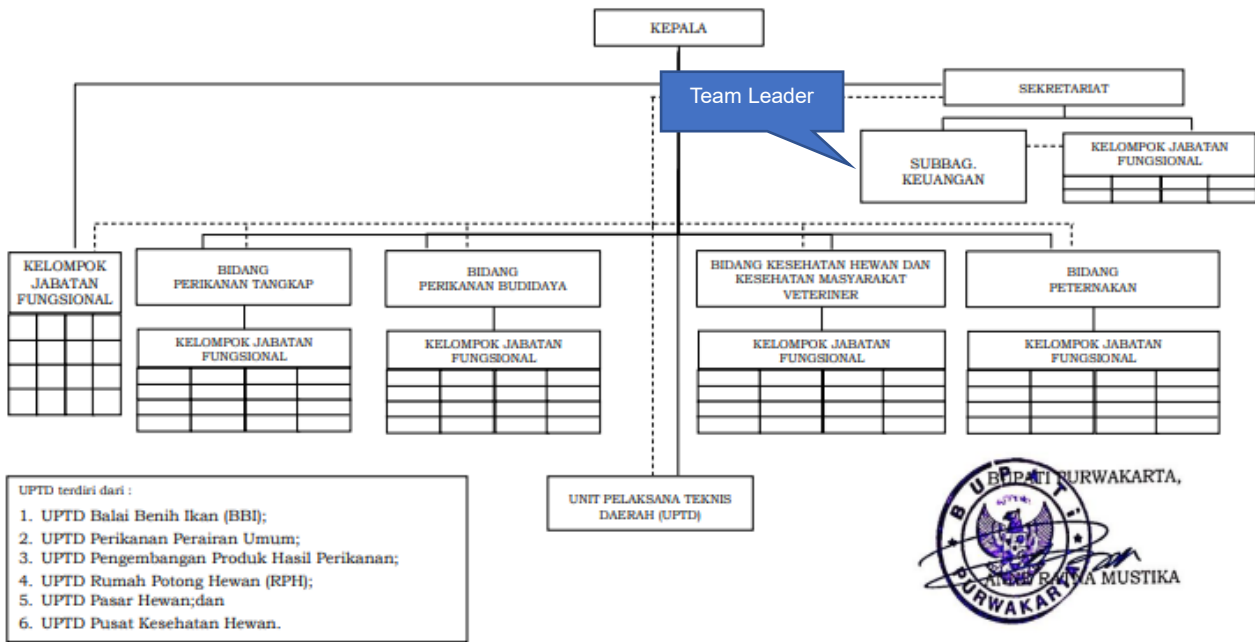 KEPALA
Team Leader
SEKRETARIAT
SUBBAG.
KEUANGAN
KELOMPOK JABATAN
FUNGSIONAL
KELOMPOK
JABATAN
FUNGSIONAL
BIDANG
PERIKANAN TANGKAP
BIDANG
PERIKANAN BUDIDAYA
BIDANG KESEHATAN HEWAN DAN
KESEHATAN MASYARAKAT
VETERINER
BIDANG
PETERNAKAN
KELOMPOK JABATAN
FUNGSIONAL
KELOMPOK JABATAN
FUNGSIONAL
KELOMPOK JABATAN
FUNGSIONAL
KELOMPOK JABATAN
FUNGSIONAL
UNIT PELAKSANA TEKNIS
DAERAH (UPTD)
UPTD terdiri dari :
1. UPTD Balai Benih Ikan (BBI);
2. UPTD Perikanan Perairan Umum;
3. UPTD Pengembangan Produk Hasil Perikanan;
4. UPTD Rumah Potong Hewan (RPH);
5. UPTD Pasar Hewan;dan
6. UPTD Pusat Kesehatan Hewan.
BUPATI PURWAKARTA,
BUPATI
PURWAKARTA
RATNA MUSTIKA